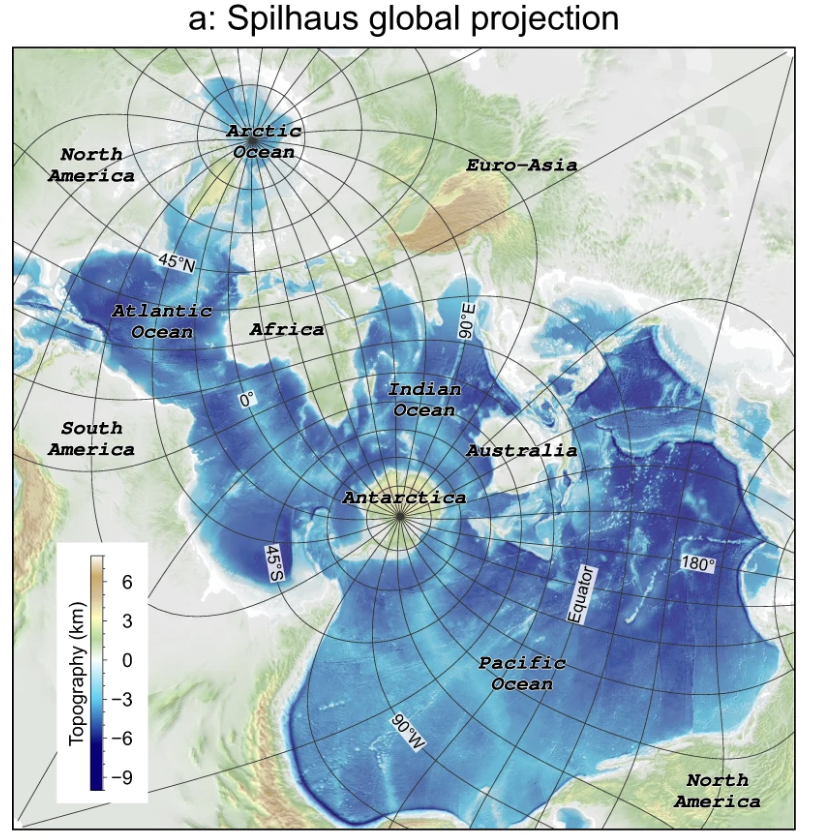 a: Spilhaus global projection
Arctic
Ocean
North
America
Euro-Asia
45°N
Atlantic
Ocean
Africa
90°E
Indian
Ocean
0°
South
America
Australia
Antarctica
45°S
180°
Equator
Pacific
Ocean
90°W
North
America
Topography (km)
6
3
0
−3
−6
−9